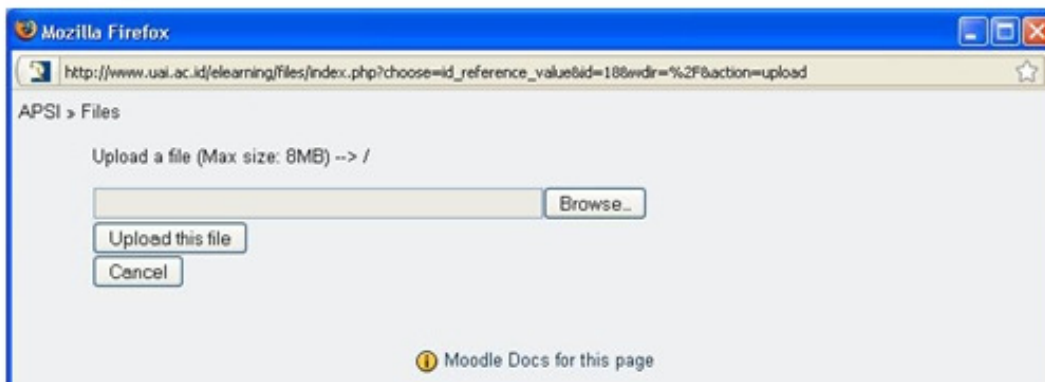 Mozilla Firefox
http://www.uai.ac.id/elearning/files/index.php?choose=id_reference_value&id=18&wdir=%2F&action=upload
APSI » Files
Upload a file (Max size: 8MB) --> /
Browse...
Upload this file
Cancel
Moodle Docs for this page